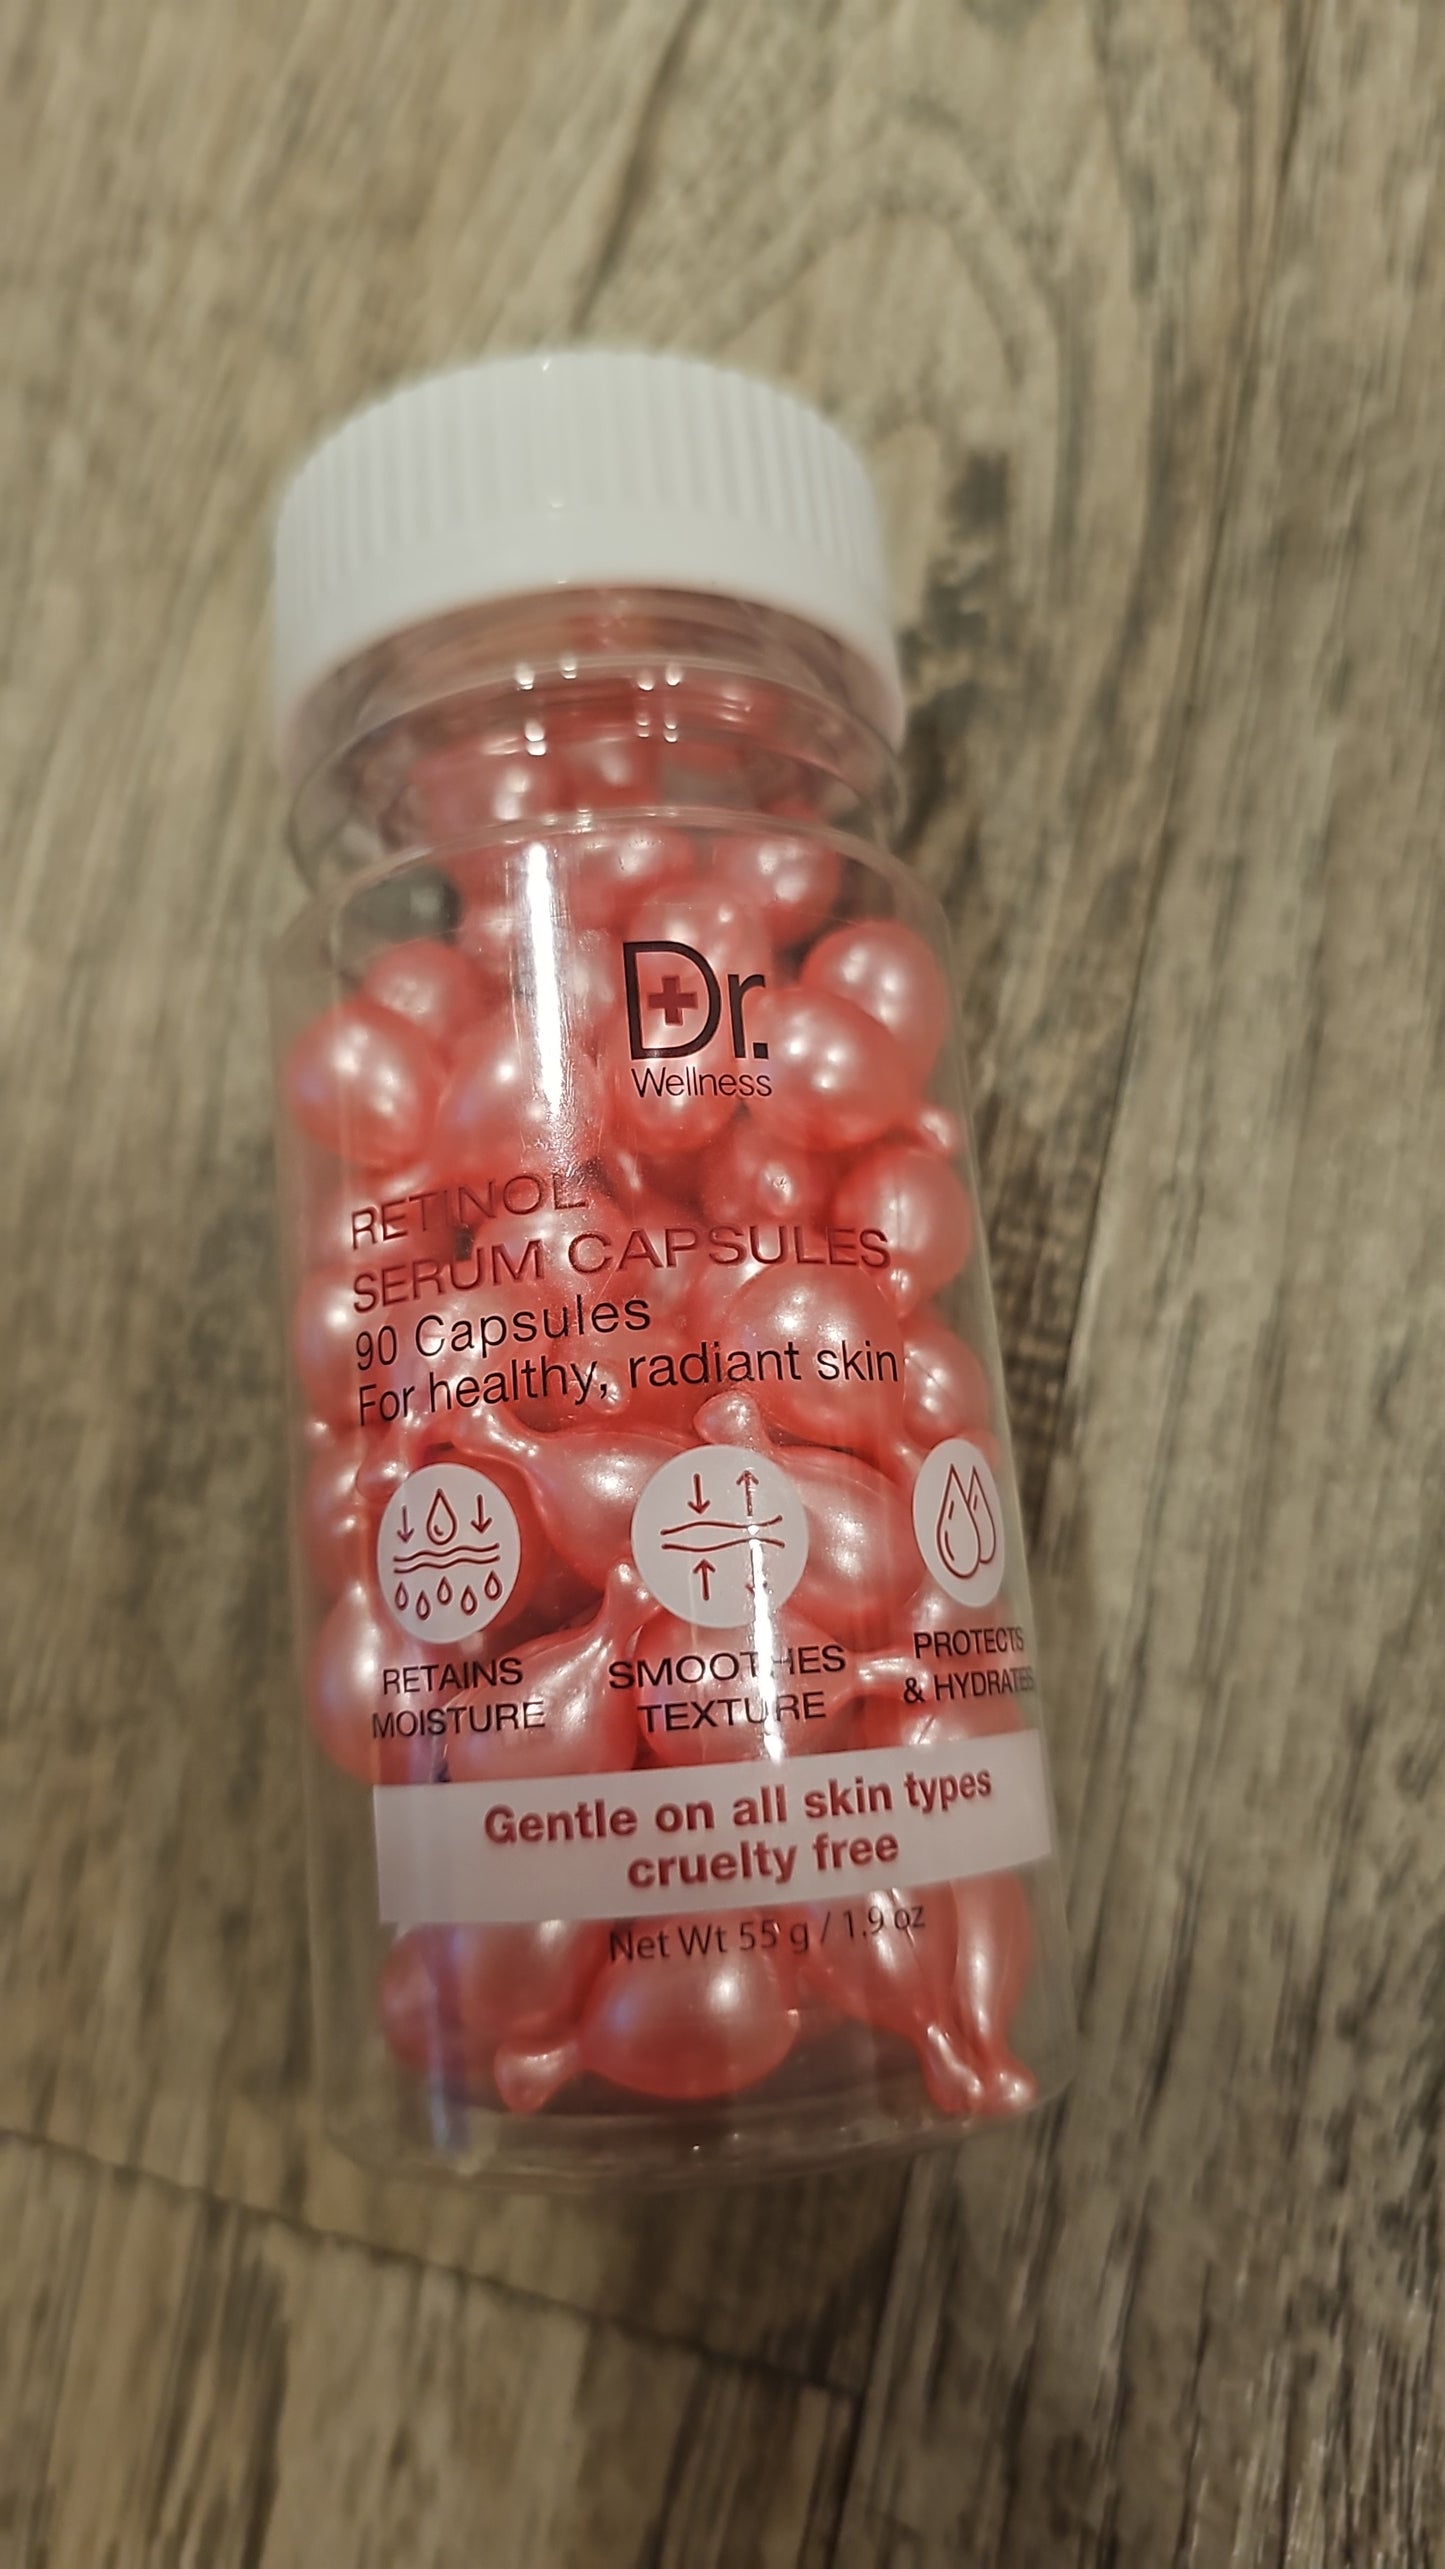 Dr.
Wellness
RETINOL
SERUM CAPSULES
90 Capsules
For healthy, radiant skin
RETAINS
MOISTURE
SMOOTHES
TEXTURE
PROTECTS
& HYDRATES
Gentle on all skin types
cruelty free
Net Wt 55 g / 1.9 oz